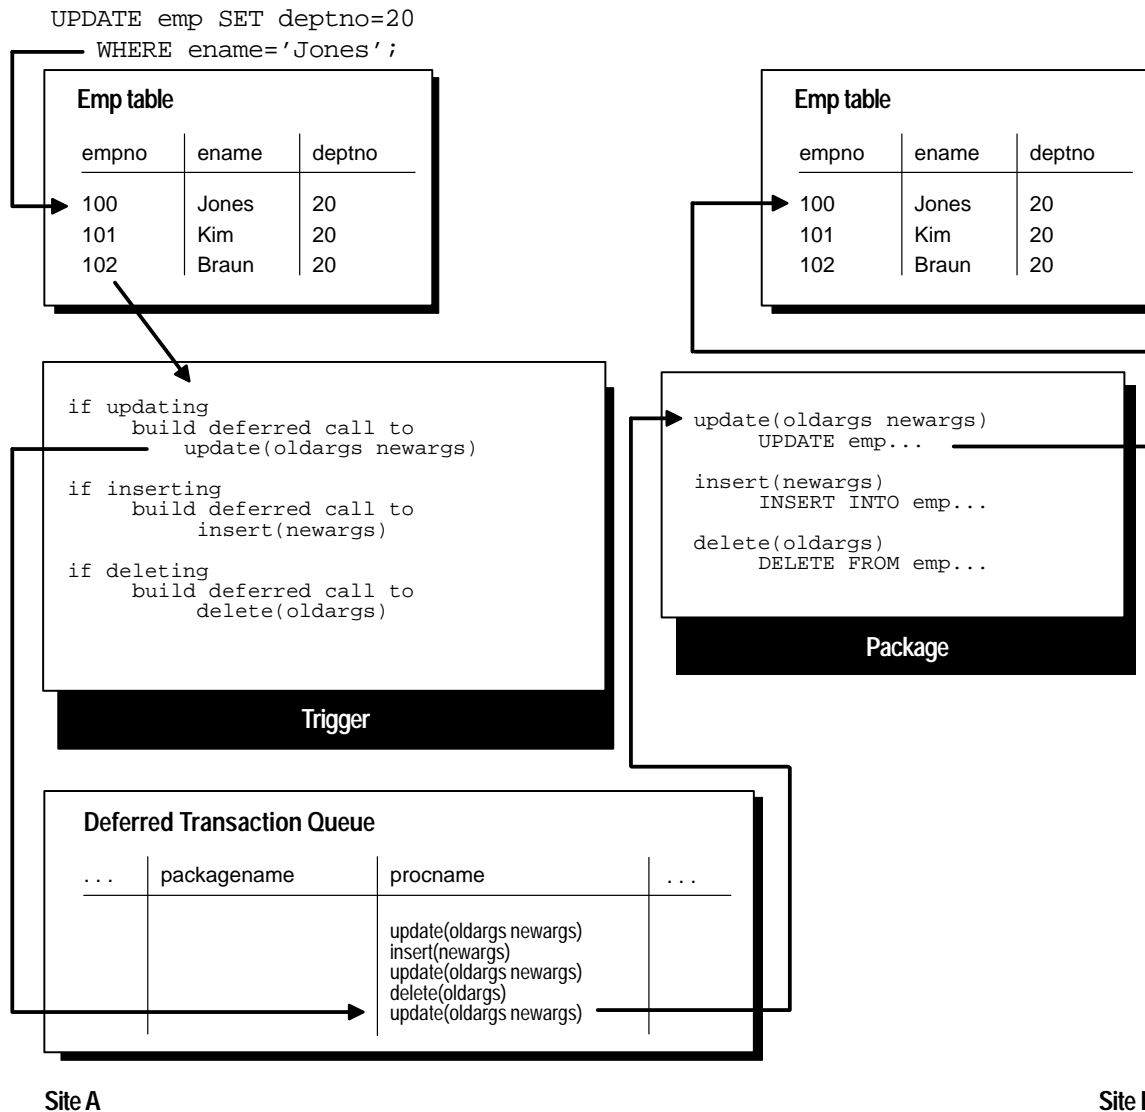 UPDATE emp SET deptno=20
WHERE ename='Jones';
Emp table
empno ename deptno
100 Jones 20
101 Kim 20
102 Braun 20
if updating
build deferred call to
update(oldargs newargs)
if inserting
build deferred call to
insert(newargs)
if deleting
build deferred call to
delete(oldargs)
Trigger
Deferred Transaction Queue
. . . packagename procname . . .
update(oldargs newargs)
insert(newargs)
update(oldargs newargs)
delete(oldargs)
update(oldargs newargs)
Site A
Emp table
empno ename deptno
100 Jones 20
101 Kim 20
102 Braun 20
update(oldargs newargs)
UPDATE emp...
insert(newargs)
INSERT INTO emp...
delete(oldargs)
DELETE FROM emp...
Package
Site